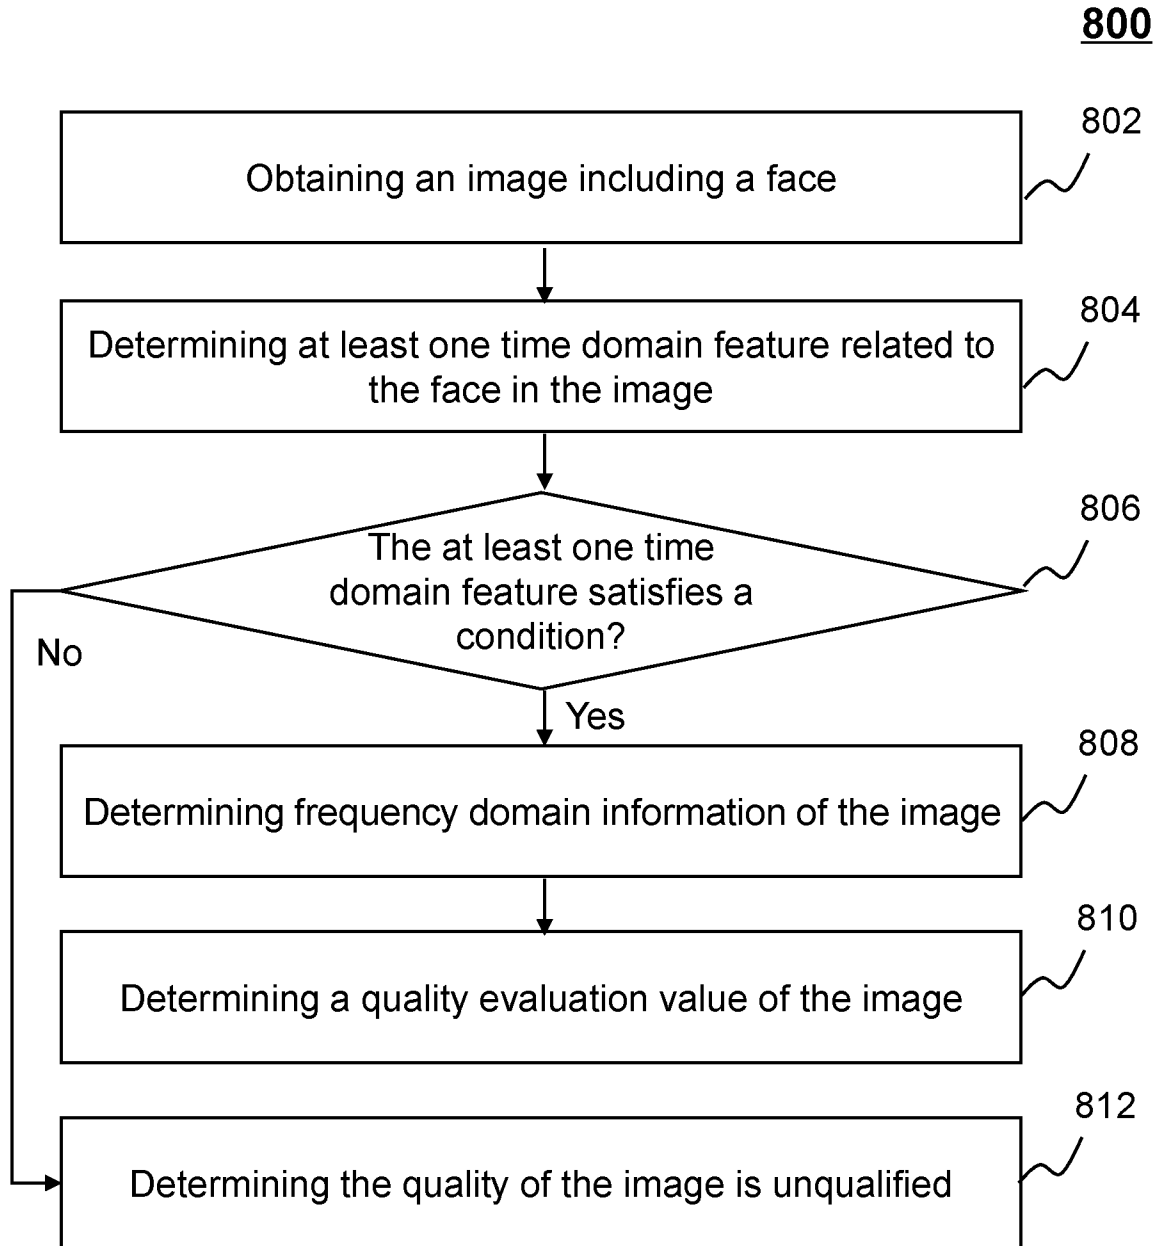 800
802
Obtaining an image including a face
804
Determining at least one time domain feature related to
the face in the image
806
The at least one time
domain feature satisfies a
condition?
No
Yes
808
Determining frequency domain information of the image
810
Determining a quality evaluation value of the image
812
Determining the quality of the image is unqualified